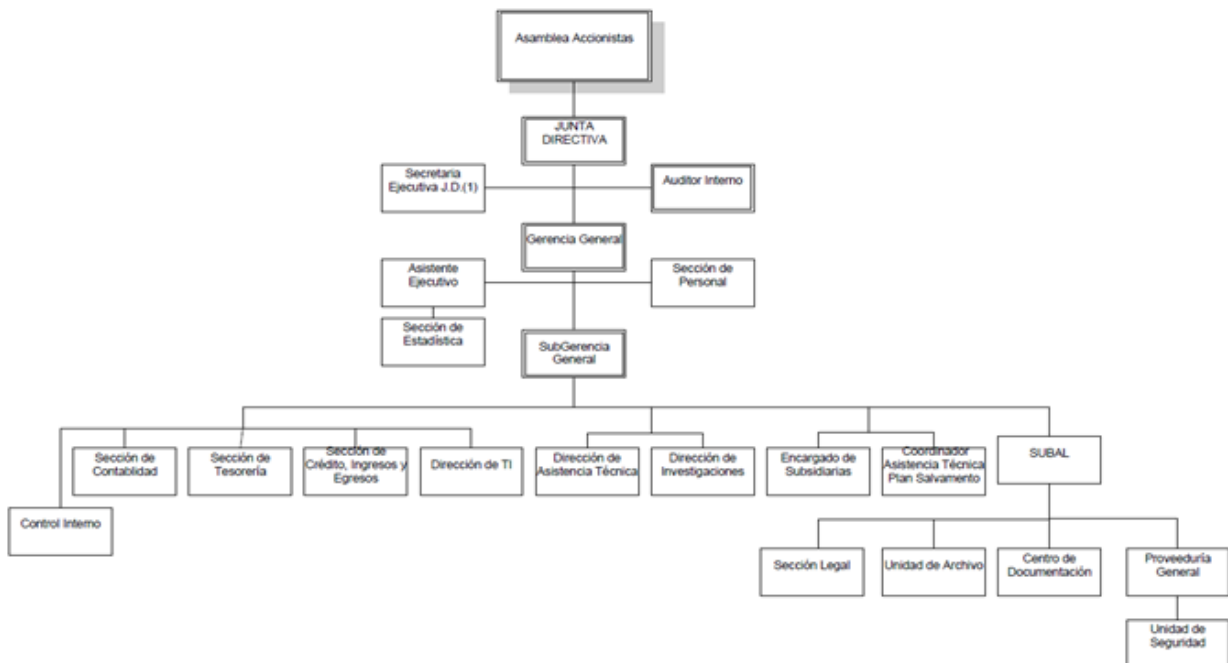 Asamblea Accionistas
JUNTA
DIRECTIVA
Secretaria
Ejecutiva J.D.(1)
Auditor Interno
Gerencia General
Asistente
Ejecutivo
Sección de
Personal
Sección de
Estadística
SubGerencia
General
Sección de
Contablidad
Sección de
Tesorería
Sección de
Crédito, Ingresos y
Egresos
Dirección de TI
Dirección de
Asistencia Técnica
Dirección de
Investigaciones
Encargado de
Subsidiarias
Coordinador
Asistencia Técnica
Plan Salvamento
SUBAL
Control Interno
Sección Legal
Unidad de Archivo
Centro de
Documentación
Proveeduría
General
Unidad de
Seguridad